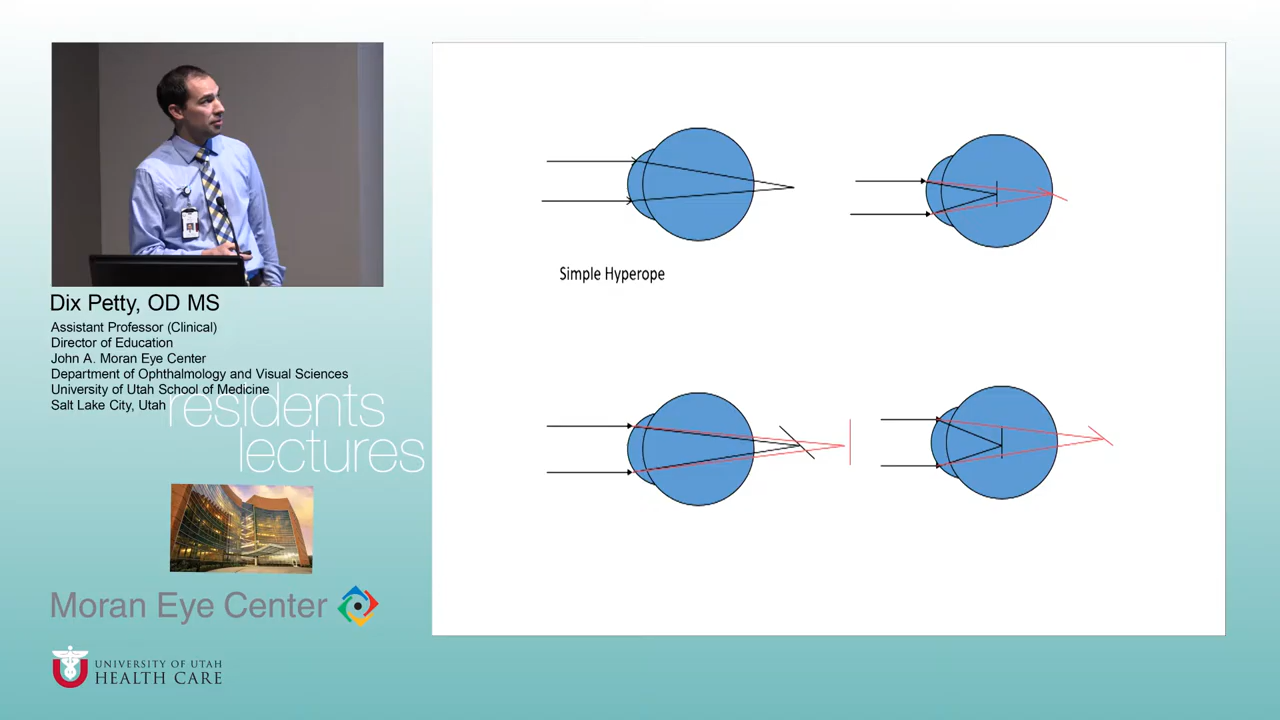 Dix Petty, OD MS
Assistant Professor (Clinical)
Director of Education
John A. Moran Eye Center
Department of Ophthalmology and Visual Sciences
University of Utah School of Medicine
Salt Lake City, Utah
residents
lectures
Moran Eye Center
UNIVERSITY OF UTAH
HEALTH CARE
Simple Hyperope